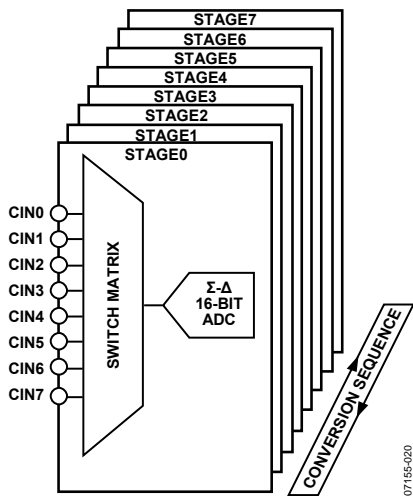 STAGE7
STAGE6
STAGE5
STAGE4
STAGE3
STAGE2
STAGE1
STAGE0
CIN0
CIN1
CIN2
CIN3
CIN4
CIN5
CIN6
CIN7
SWITCH MATRIX
Σ-Δ
16-BIT
ADC
CONVERSION SEQUENCE
07155-020